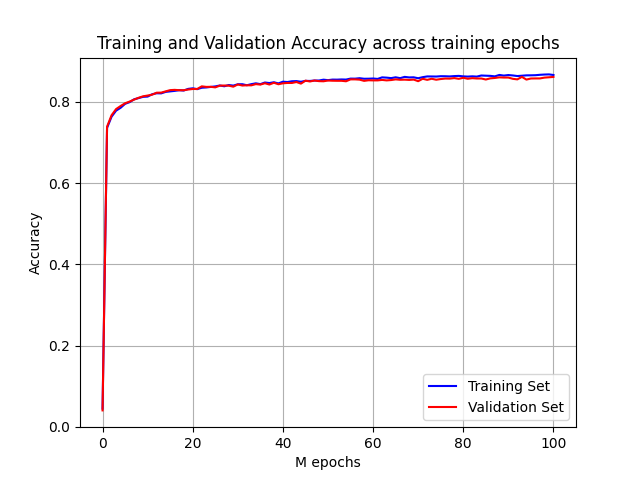 Training and Validation Accuracy across training epochs
Accuracy
0.8
0.6
0.4
0.2
0.0
0 20 40 60 80 100
M epochs
Training Set
Validation Set